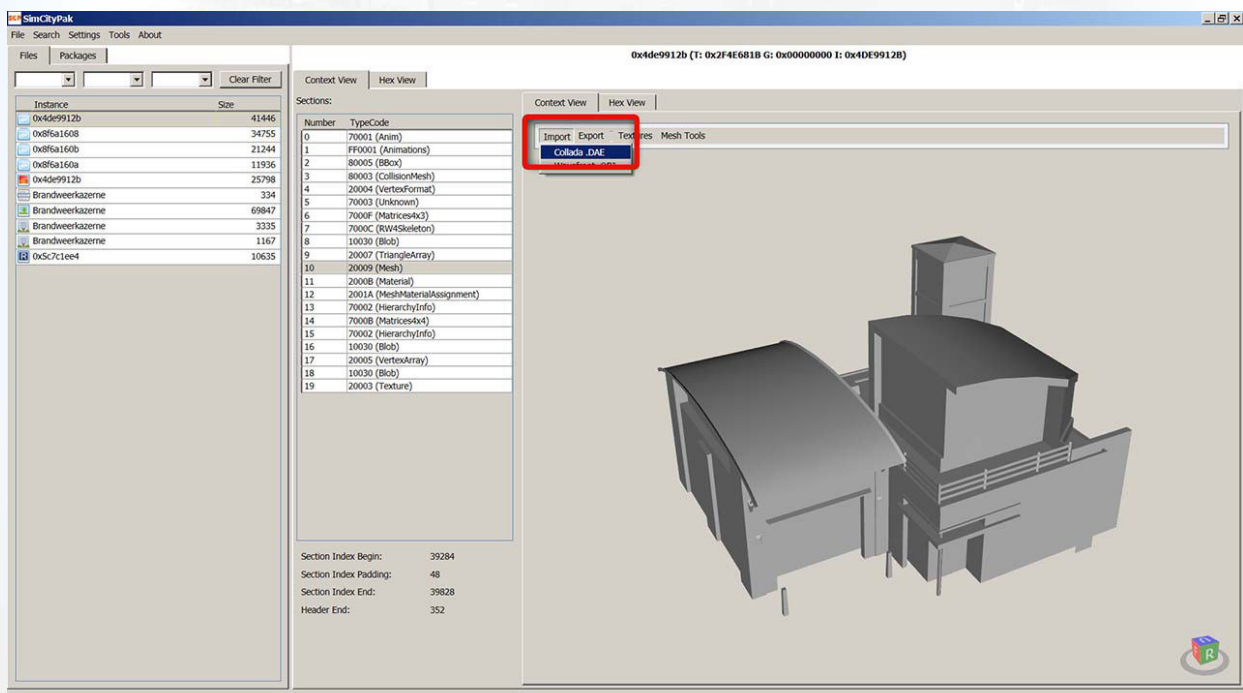 SimCityPak
File Search Settings Tools About
Files Packages
0x4de9912b (T: 0x2F4E681B G: 0x00000000 I: 0x4DE9912B)
Clear Filter
Context View Hex View
Instance Size
0x4de9912b 41446
0x8f6a1608 34755
0x8f6a160b 21244
0x8f6a160a 11936
0x4de9912b 25798
Brandweerkazerne 334
Brandweerkazerne 69847
Brandweerkazerne 3335
Brandweerkazerne 1167
R 0x5c7c1ee4 10635
Sections:
Number TypeCode
0 70001 (Anim)
1 FF0001 (Animations)
2 80005 (BBox)
3 80003 (CollisionMesh)
4 20004 (VertexFormat)
5 70003 (Unknown)
6 7000F (Matrices4x3)
7 7000C (RW4Skeleton)
8 10030 (Blob)
9 20007 (TriangleArray)
10 20009 (Mesh)
11 2000B (Material)
12 2001A (MeshMaterialAssignment)
13 70002 (HierarchyInfo)
14 7000B (Matrices4x4)
15 70002 (HierarchyInfo)
16 10030 (Blob)
17 20005 (VertexArray)
18 10030 (Blob)
19 20003 (Texture)
Section Index Begin: 39284
Section Index Padding: 48
Section Index End: 39828
Header End: 352
Context View Hex View
Import Export Textures Mesh Tools
Collada .DAE
R